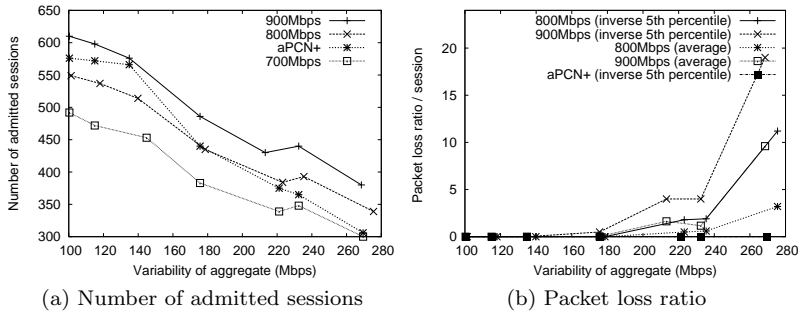 900Mbps
800Mbps
aPCN+
700Mbps
650
600
550
500
450
400
350
300
Number of admitted sessions
100 120 140 160 180 200 220 240 260 280
Variability of aggregate (Mbps)
(a) Number of admitted sessions
800Mbps (inverse 5th percentile)
900Mbps (inverse 5th percentile)
800Mbps (average)
900Mbps (average)
aPCN+ (inverse 5th percentile)
20
15
10
5
0
Packet loss ratio / session
100 120 140 160 180 200 220 240 260 280
Variability of aggregate (Mbps)
(b) Packet loss ratio